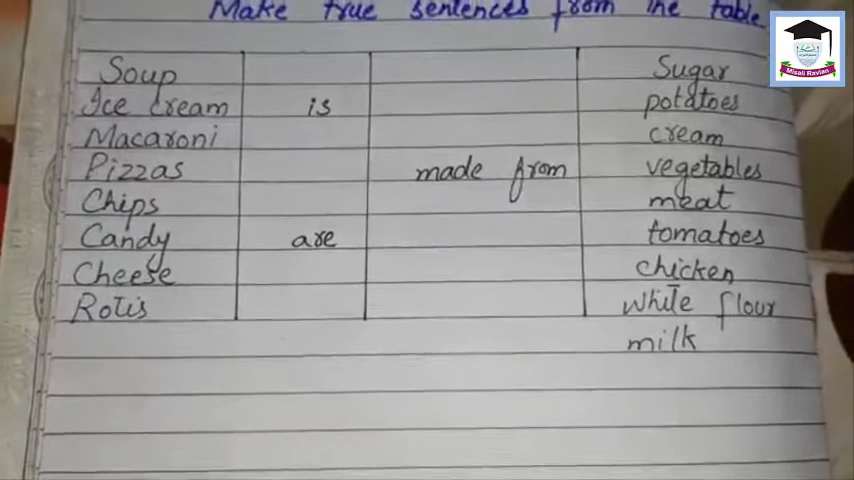 Make true sentences from the table
Soup Sugar
Ice cream is potatoes
Macaroni cream
Pizzas made from vegetables
Chips meat
Candy are tomatoes
Cheese chicken
Rotis white flour
milk
Misali Ravian